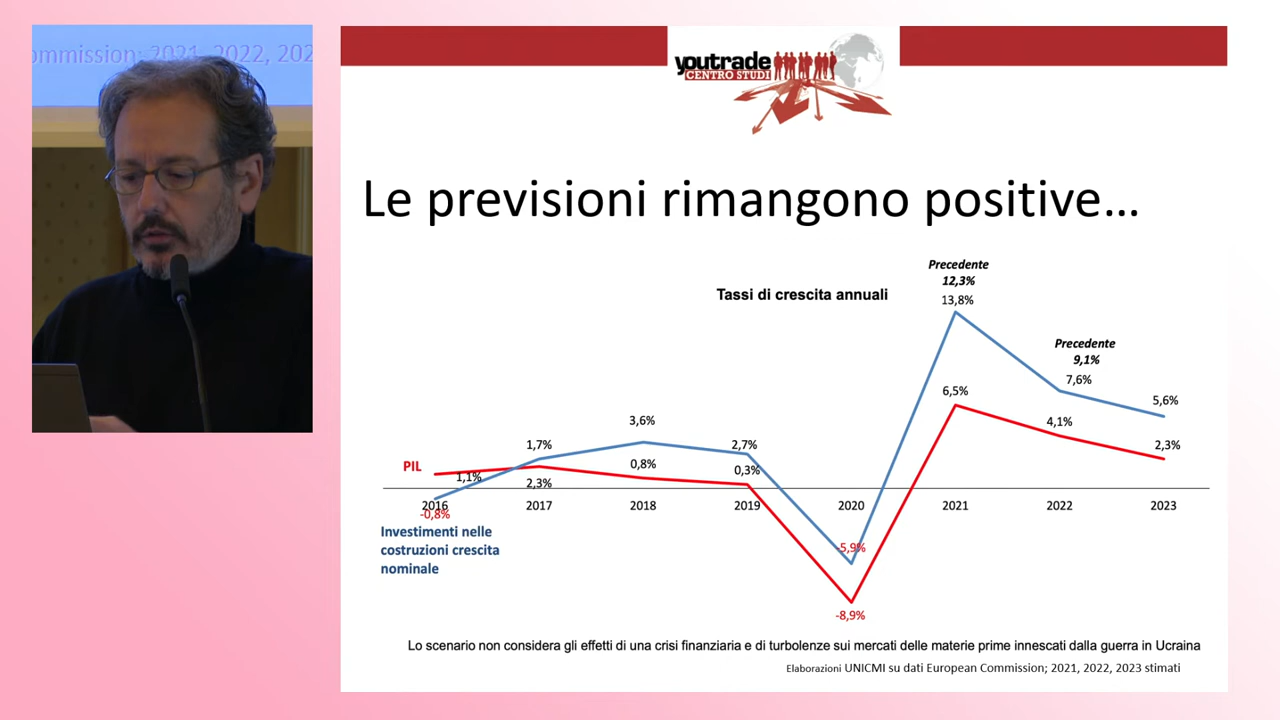 ommission; 2021, 2022, 202
youtrade
CENTRO STUDI
Le previsioni rimangono positive...
Tassi di crescita annuali
Precedente
12,3%
13,8%
Precedente
9,1%
7,6%
5,6%
6,5%
4,1%
2,3%
3,6%
1,7%
2,7%
PIL
1,1%
2,3%
0,8%
0,3%
2016
2017
2018
2019
2020
2021
2022
2023
-0,8%
Investimenti nelle
costruzioni crescita
nominale
-5,9%
-8,9%
Lo scenario non considera gli effetti di una crisi finanziaria e di turbolenze sui mercati delle materie prime innescati dalla guerra in Ucraina
Elaborazioni UNICMI su dati European Commission; 2021, 2022, 2023 stimati